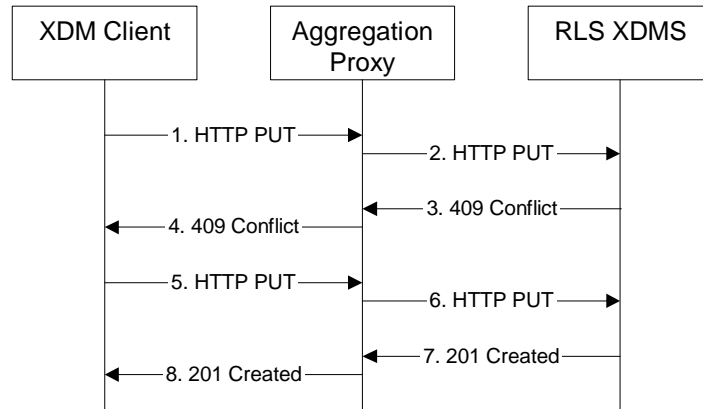 XDM Client
Aggregation
Proxy
RLS XDMS
1. HTTP PUT
2. HTTP PUT
3. 409 Conflict
4. 409 Conflict
5. HTTP PUT
6. HTTP PUT
7. 201 Created
8. 201 Created